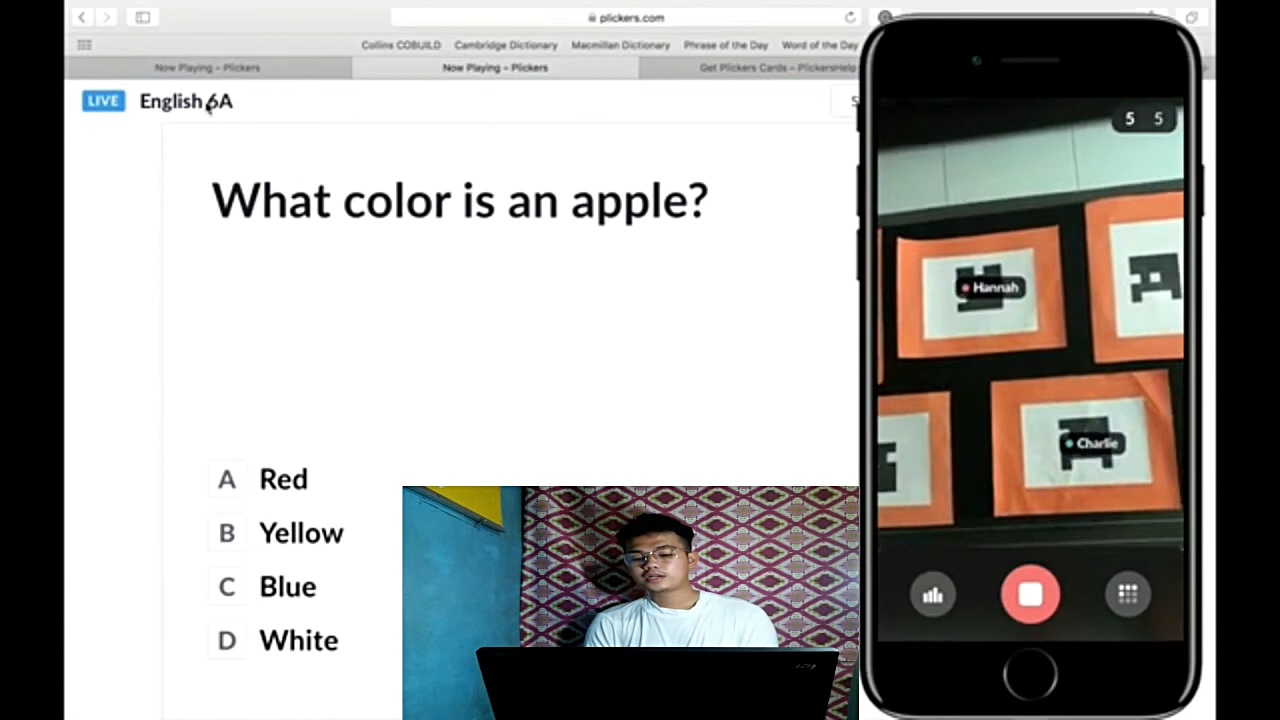 plickers.com
Collins COBUILD Cambridge Dictionary Macmillan Dictionary Phrase of the Day Word of the Day
Now Playing – Plickers
Now Playing – Plickers
Get Plickers Cards – PlickersHelp
LIVE English 6A
5
5 5
What color is an apple?
Hannah
Charlie
A Red
B Yellow
C Blue
D White